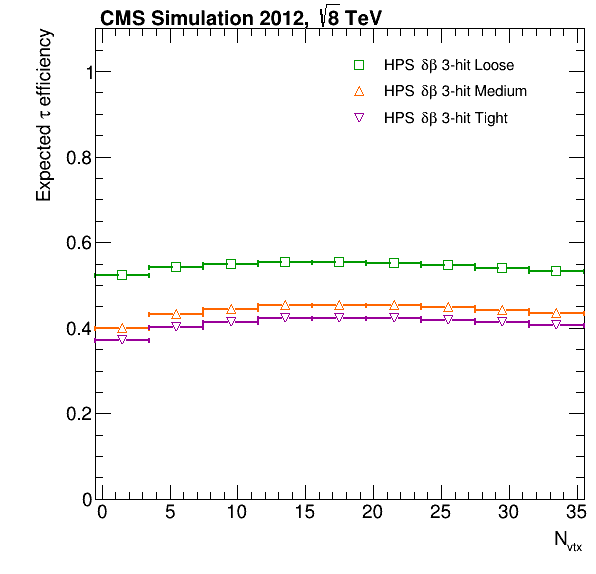 CMS Simulation 2012, √8 TeV
Expected τ efficiency
HPS δβ 3-hit Loose
HPS δβ 3-hit Medium
HPS δβ 3-hit Tight
1
0.8
0.6
0.4
0.2
0
0 5 10 15 20 25 30 35
N_vtx